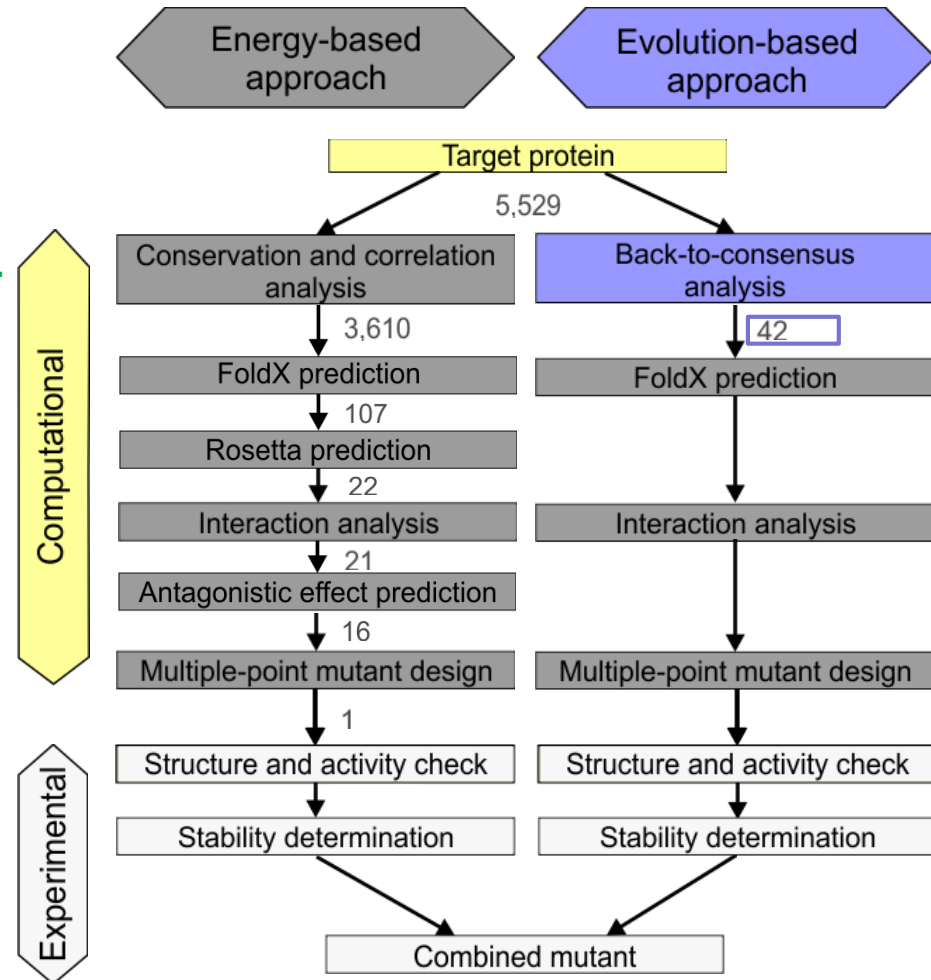 Energy-based
approach
Evolution-based
approach
Target protein
5,529
Computational
Conservation and correlation
analysis
Back-to-consensus
analysis
3,610
42
FoldX prediction
FoldX prediction
107
Rosetta prediction
22
Interaction analysis
Interaction analysis
21
Antagonistic effect prediction
16
Multiple-point mutant design
Multiple-point mutant design
1
Experimental
Structure and activity check
Structure and activity check
Stability determination
Stability determination
Combined mutant